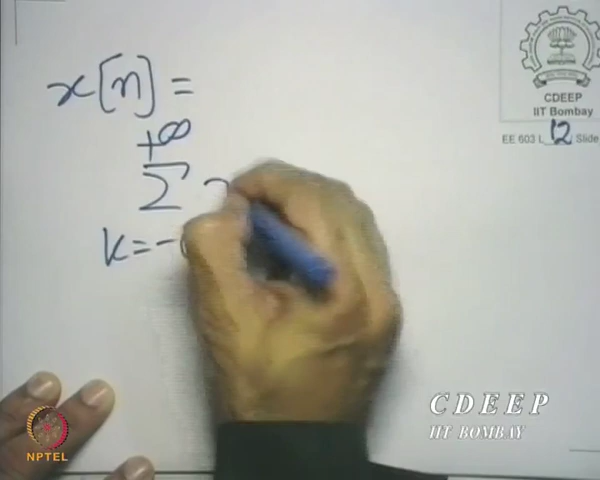 x[n] =
+∞
Σ
k=-
CDEEP
IIT Bombay
EE 603 L 12 Slide
CDEEP
IIT BOMBAY
NPTEL